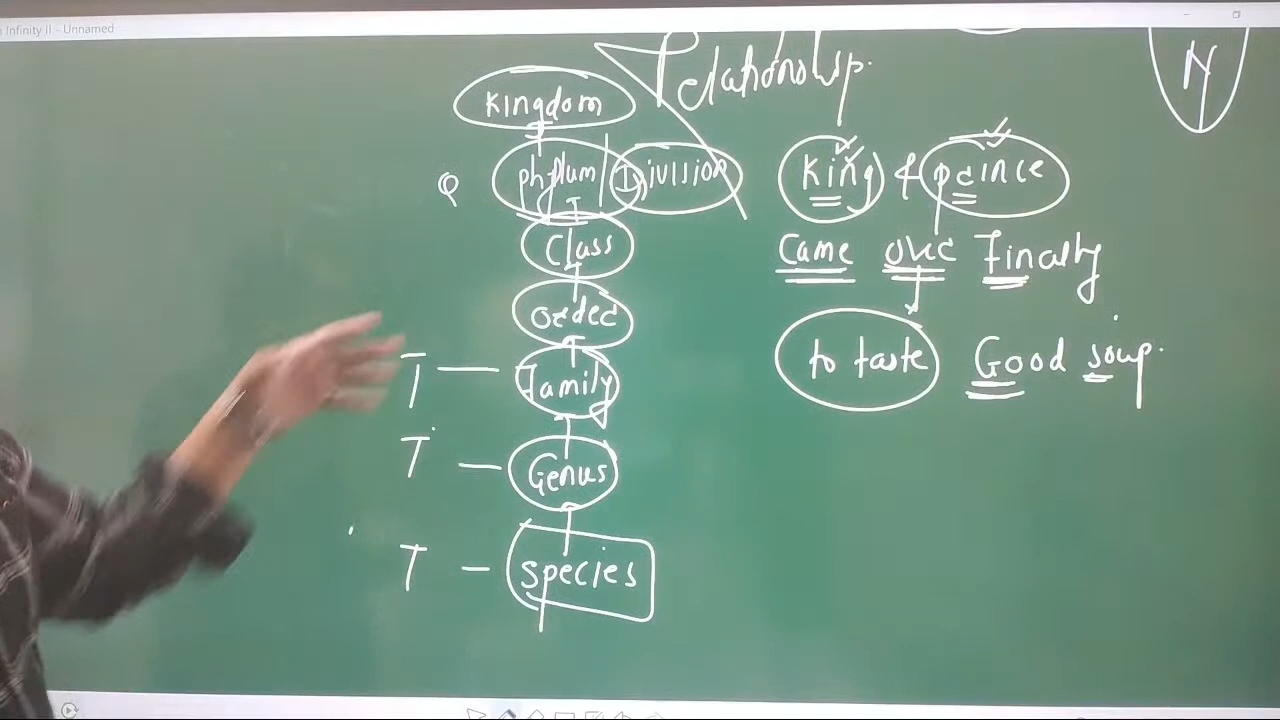 Infinity II - Unnamed
Relationship.
N
Kingdom
King & prince
Q phylum / Division
Class
Came over Finally
order
to taste Good soup.
T — Family
T — Genus
T — species